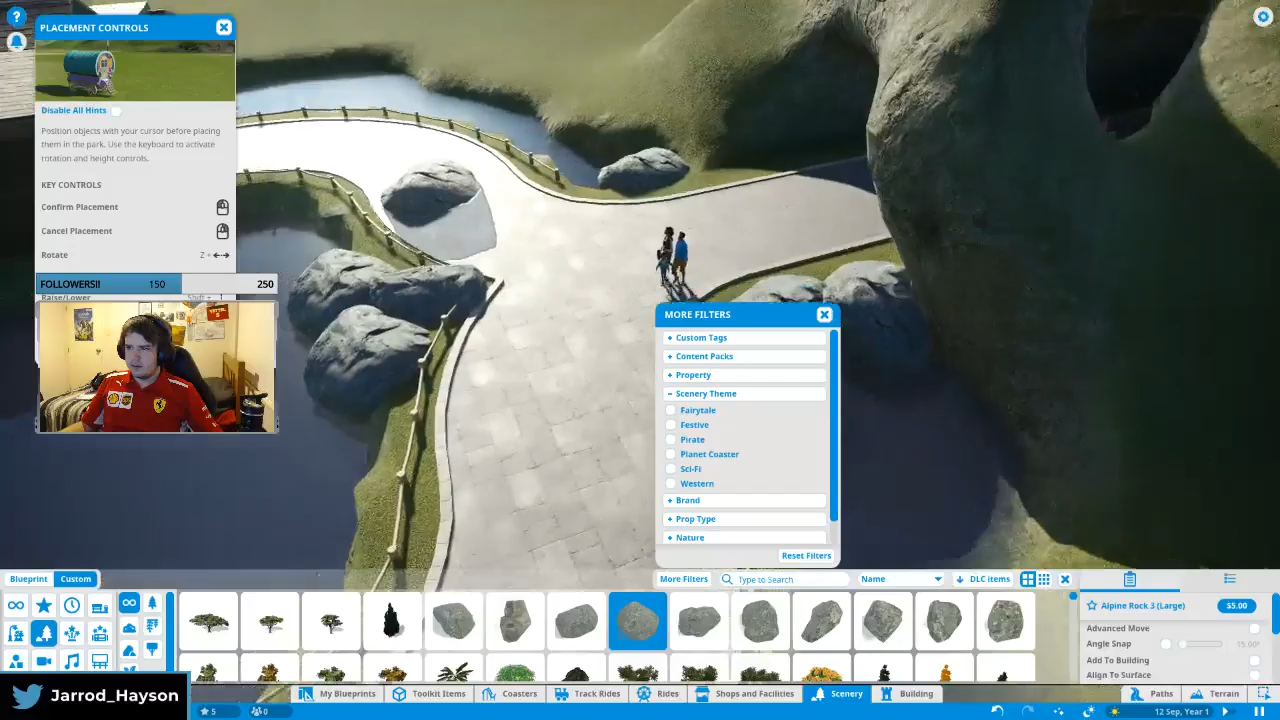 PLACEMENT CONTROLS
Disable All Hints
Position objects with your cursor before placing
them in the park. Use the keyboard to activate
rotation and height controls.
KEY CONTROLS
Confirm Placement
Cancel Placement
Rotate Z +
FOLLOWERS!! 150 250
Raise/Lower Shift +
MORE FILTERS
+ Custom Tags
+ Content Packs
+ Property
- Scenery Theme
Fairytale
Festive
Pirate
Planet Coaster
Sci-Fi
Western
+ Brand
+ Prop Type
+ Nature
Reset Filters
Blueprint Custom
More Filters Type to Search Name DLC items
Alpine Rock 3 (Large) $5.00
Advanced Move
Angle Snap 15.00°
Add To Building
Align To Surface
Jarrod_Hayson
My Blueprints Toolkit Items Coasters Track Rides Rides Shops and Facilities Scenery Building Paths Terrain
5 0 12 Sep, Year 1